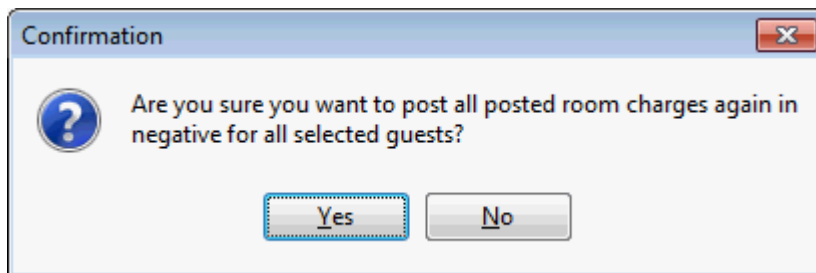 Confirmation
Are you sure you want to post all posted room charges again in
negative for all selected guests?
Yes
No